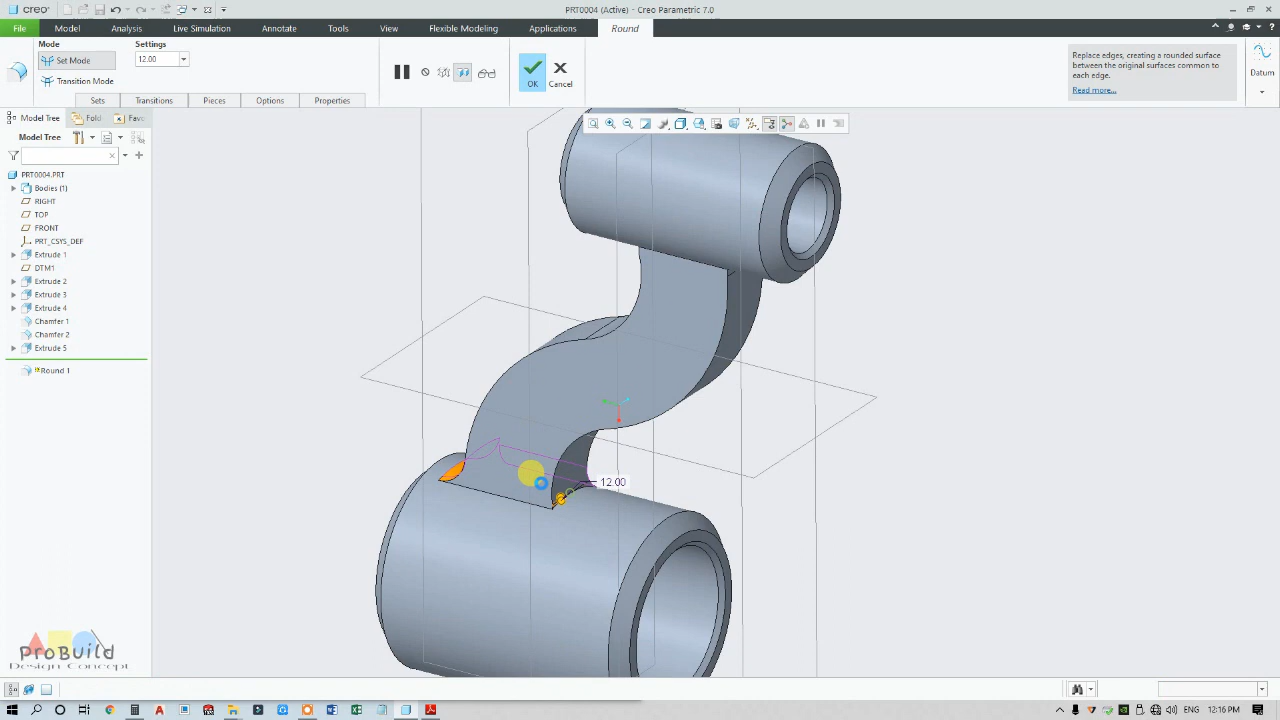 creo
PRT0004 (Active) - Creo Parametric 7.0
File Model Analysis Live Simulation Annotate Tools View Flexible Modeling Applications Round
Mode Settings
Set Mode 12.00
Transition Mode
OK Cancel
Replace edges, creating a rounded surface
between the original surfaces common to
each edge.
Read more...
Datum
Sets Transitions Pieces Options Properties
Model Tree Fold Favo
Model Tree
PRT0004.PRT
Bodies (1)
RIGHT
TOP
FRONT
PRT_CSYS_DEF
Extrude 1
DTM1
Extrude 2
Extrude 3
Extrude 4
Chamfer 1
Chamfer 2
Extrude 5
Round 1
12.00
ProBuild
Design Concept
ENG 12:16 PM